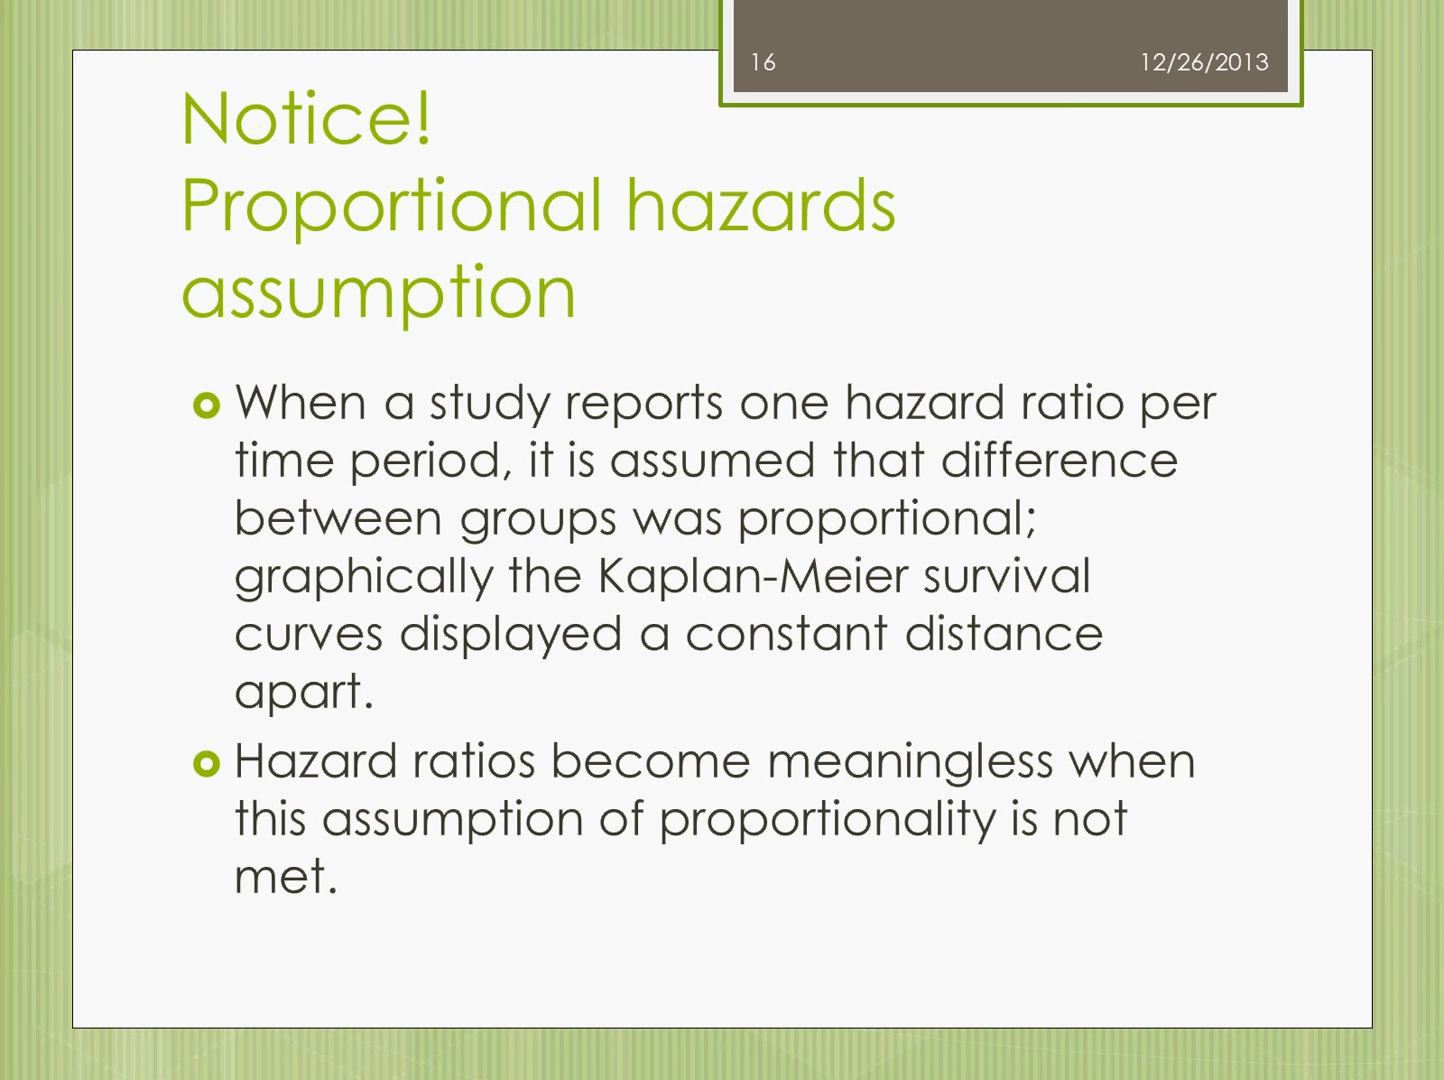 16 12/26/2013
Notice!
Proportional hazards
assumption
When a study reports one hazard ratio per
time period, it is assumed that difference
between groups was proportional;
graphically the Kaplan-Meier survival
curves displayed a constant distance
apart.
Hazard ratios become meaningless when
this assumption of proportionality is not
met.